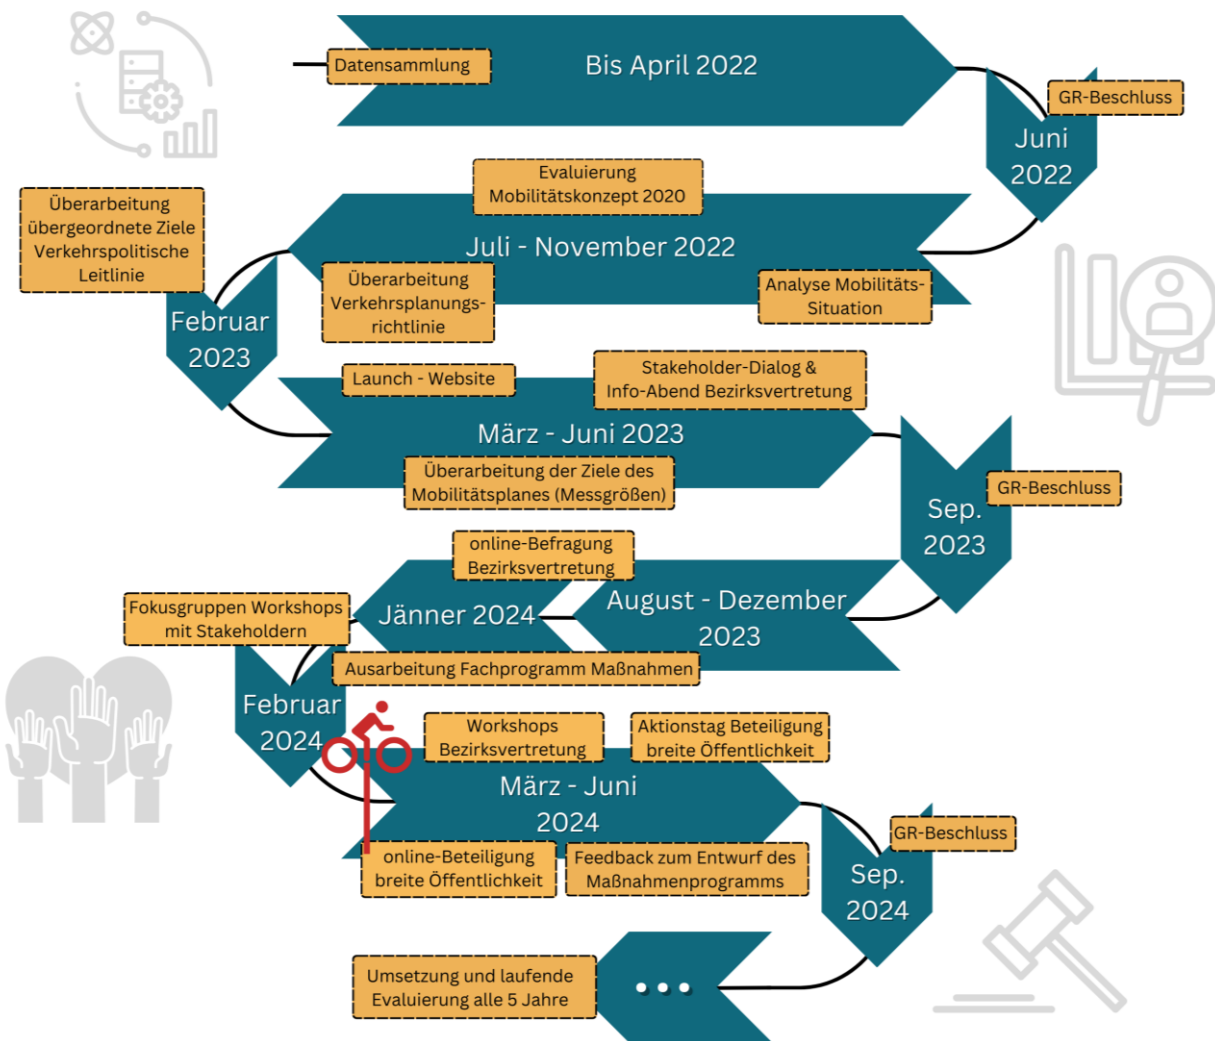 Datensammlung
Bis April 2022
GR-Beschluss
Juni
2022
Evaluierung
Mobilitätskonzept 2020
Juli - November 2022
Analyse Mobilitäts-
Situation
Überarbeitung
Verkehrsplanungs-
richtlinie
Überarbeitung
übergeordnete Ziele
Verkehrspolitische
Leitlinie
Februar
2023
Launch - Website
Stakeholder-Dialog &
Info-Abend Bezirksvertretung
März - Juni 2023
Überarbeitung der Ziele des
Mobilitätsplanes (Messgrößen)
GR-Beschluss
Sep.
2023
August - Dezember
2023
online-Befragung
Bezirksvertretung
Jänner 2024
Ausarbeitung Fachprogramm Maßnahmen
Fokusgruppen Workshops
mit Stakeholdern
Februar
2024
Workshops
Bezirksvertretung
Aktionstag Beteiligung
breite Öffentlichkeit
März - Juni
2024
online-Beteiligung
breite Öffentlichkeit
Feedback zum Entwurf des
Maßnahmenprogramms
GR-Beschluss
Sep.
2024
Umsetzung und laufende
Evaluierung alle 5 Jahre
...